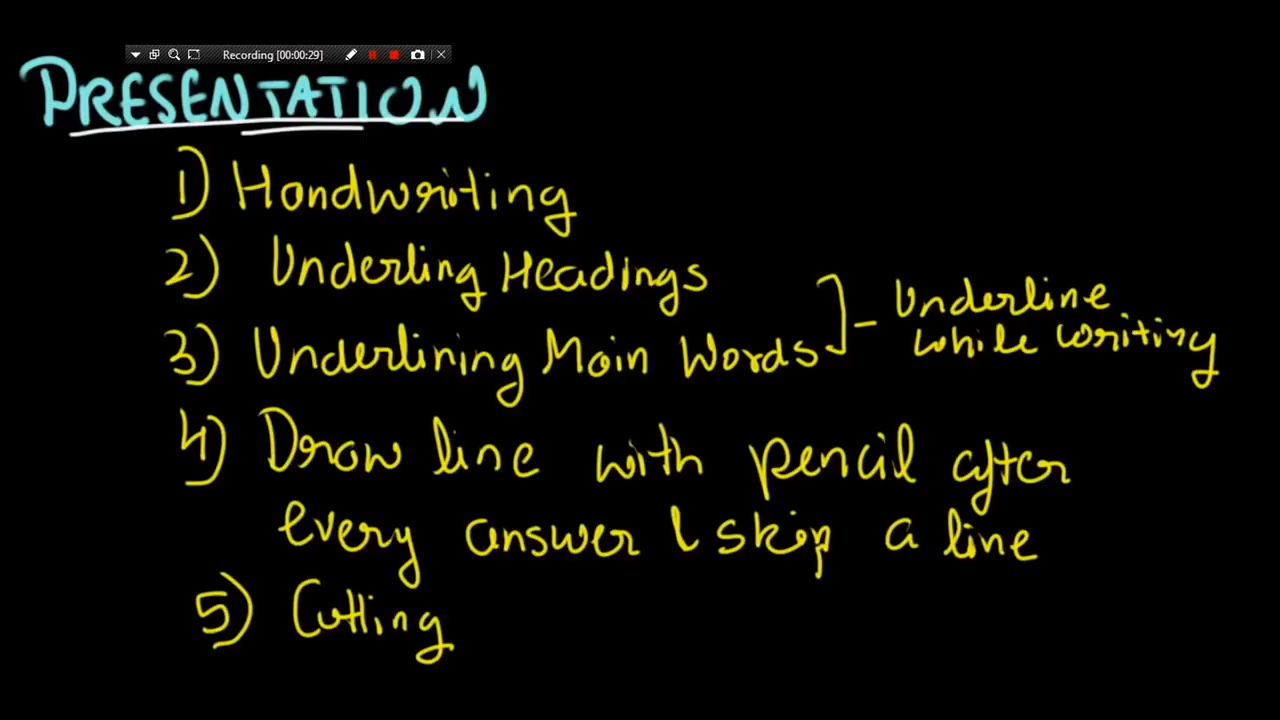 Recording [00:00:29]
PRESENTATION
1) Handwriting
2) Underling Headings
3) Underlining Main Words
- Underline
while writing
4) Draw line with pencil after
every answer & skip a line
5) Cutting